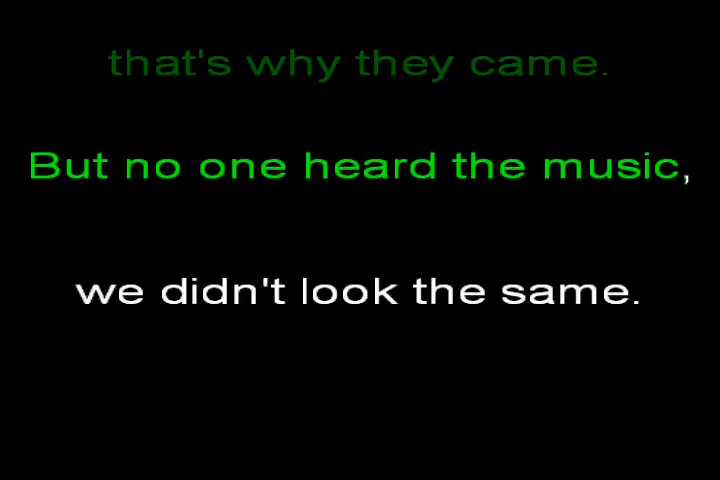 that's why they came.
But no one heard the music,
we didn't look the same.